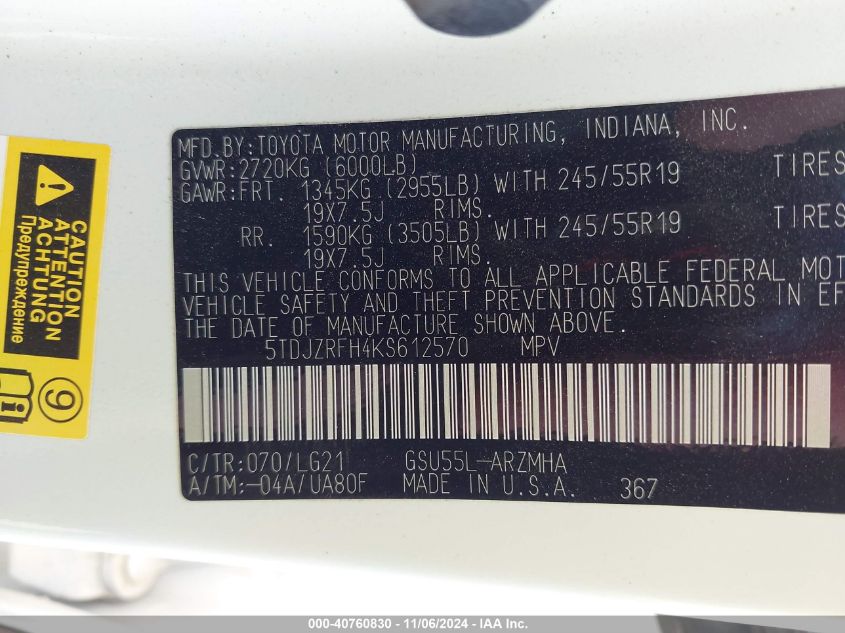 MFD.BY:TOYOTA MOTOR MANUFACTURING, INDIANA, INC.
GVWR:2720KG (6000LB)
GAWR:FRT. 1345KG (2955LB) WITH 245/55R19 TIRES
19X7.5J RIMS.
RR. 1590KG (3505LB) WITH 245/55R19 TIRES
19X7.5J RIMS.
THIS VEHICLE CONFORMS TO ALL APPLICABLE FEDERAL MOT
VEHICLE SAFETY AND THEFT PREVENTION STANDARDS IN EF
THE DATE OF MANUFACTURE SHOWN ABOVE.
5TDJZRFH4KS612570 MPV
C/TR:070/LG21 GSU55L-ARZMHA
A/TM:-04A/UA80F MADE IN U.S.A. 367
CAUTION
ATTENTION
ACHTUNG
Предупреждение
9
i
000-40760830 - 11/06/2024 - IAA Inc.